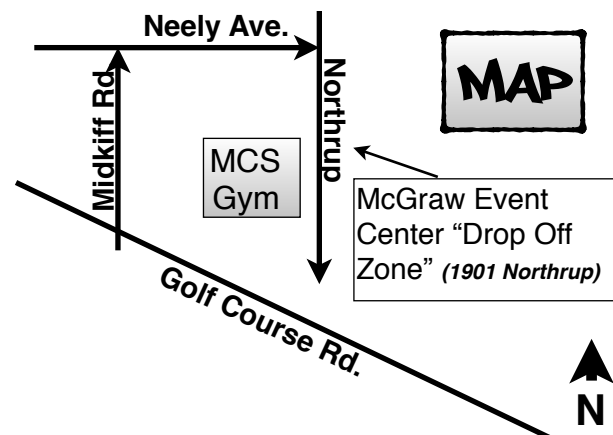 Neely Ave.
MAP
Midkiff Rd
Northrup
MCS
Gym
McGraw Event
Center “Drop Off
Zone” (1901 Northrup)
Golf Course Rd.
N